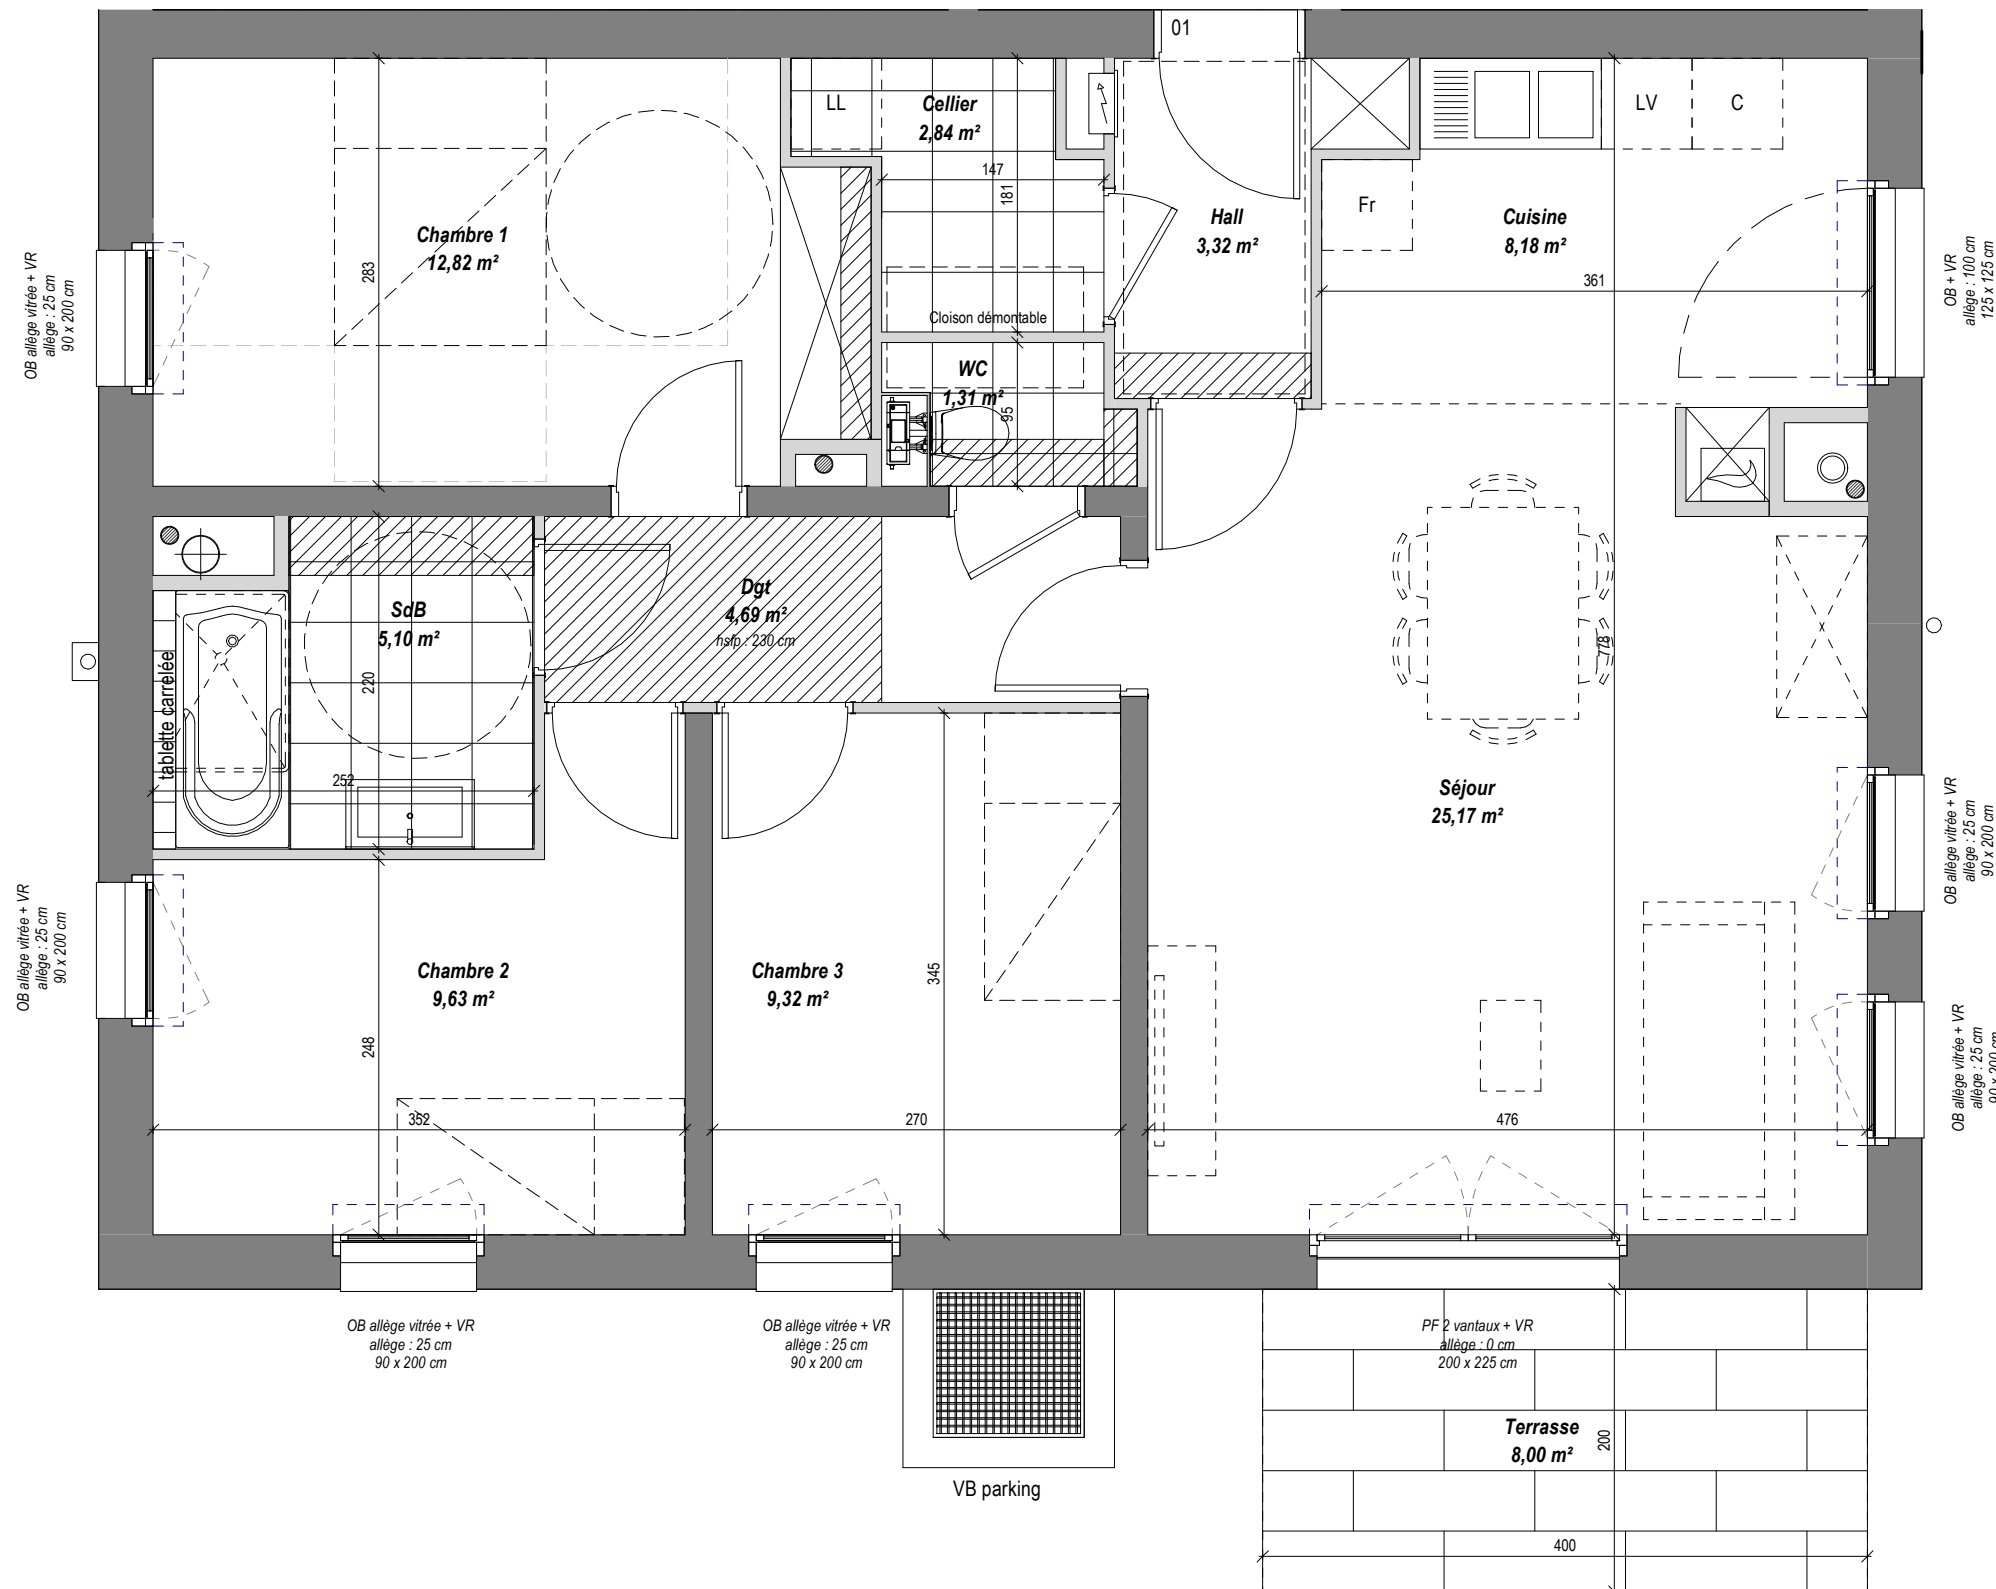 01
LL
Cellier
2,84 m²
LV
C
147
181
Fr
Hall
3,32 m²
Cuisine
8,18 m²
Chambre 1
12,82 m²
283
361
OB allège vitrée + VR
allège : 25 cm
90 x 200 cm
OB + VR
allège : 100 cm
125 x 125 cm
Cloison démontable
WC
1,31 m²
95
Dgt
4,69 m²
hsfp : 230 cm
SdB
5,10 m²
tablette carrelée
220
252
778
Séjour
25,17 m²
OB allège vitrée + VR
allège : 25 cm
90 x 200 cm
OB allège vitrée + VR
allège : 25 cm
90 x 200 cm
Chambre 2
9,63 m²
Chambre 3
9,32 m²
345
248
OB allège vitrée + VR
allège : 25 cm
90 x 200 cm
352
270
476
OB allège vitrée + VR
allège : 25 cm
90 x 200 cm
OB allège vitrée + VR
allège : 25 cm
90 x 200 cm
PF 2 vantaux + VR
allège : 0 cm
200 x 225 cm
Terrasse
8,00 m²
200
VB parking
400